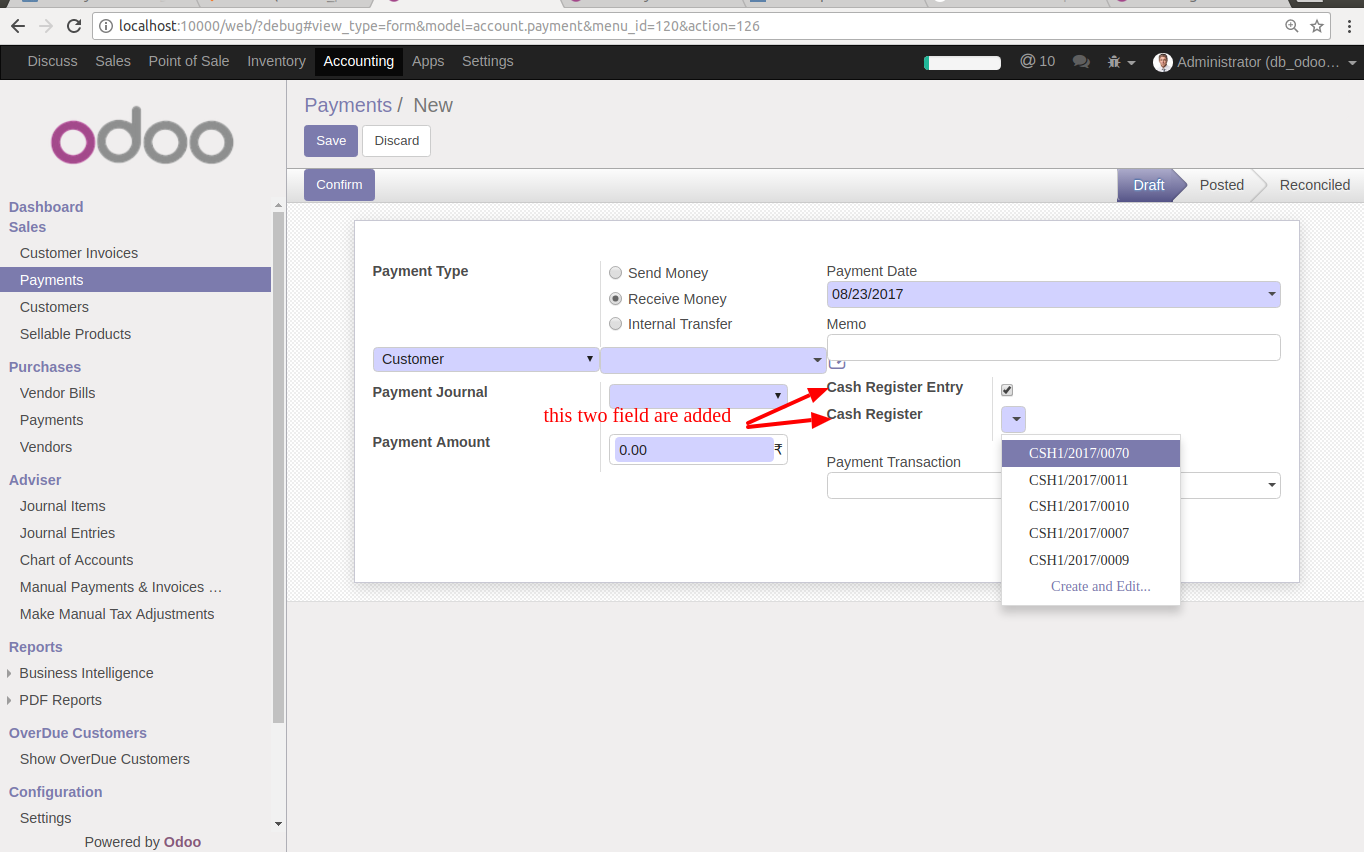 localhost:10000/web/?debug#view_type=form&model=account.payment&menu_id=120&action=126
Discuss Sales Point of Sale Inventory Accounting Apps Settings @ 10 Administrator (db_odoo…
odoo
Payments / New
Save Discard
Confirm Draft Posted Reconciled
Dashboard
Sales
Customer Invoices
Payments
Customers
Sellable Products
Purchases
Vendor Bills
Payments
Vendors
Adviser
Journal Items
Journal Entries
Chart of Accounts
Manual Payments & Invoices …
Make Manual Tax Adjustments
Reports
Business Intelligence
PDF Reports
OverDue Customers
Show OverDue Customers
Configuration
Settings
Powered by Odoo
Payment Type
Send Money
Receive Money
Internal Transfer
Customer
Payment Journal
Payment Amount
0.00 ₹
Payment Date
08/23/2017
Memo
this two field are added
Cash Register Entry
Cash Register
CSH1/2017/0070
CSH1/2017/0011
CSH1/2017/0010
CSH1/2017/0007
CSH1/2017/0009
Create and Edit...
Payment Transaction